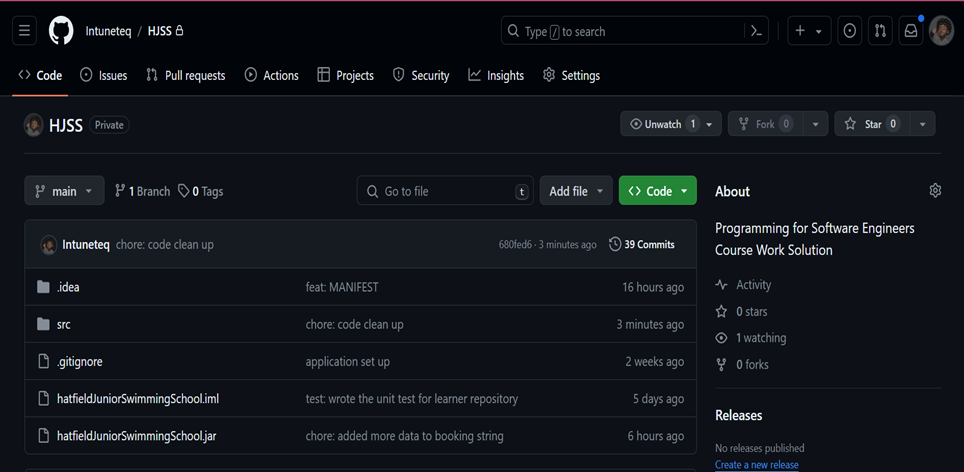 Intuneteq / HJSS
Type / to search
Code Issues Pull requests Actions Projects Security Insights Settings
HJSS Private
Unwatch 1 Fork 0 Star 0
main 1 Branch 0 Tags
Go to file t Add file Code
Intuneteq chore: code clean up 680fed6 · 3 minutes ago 39 Commits
.idea feat: MANIFEST 16 hours ago
src chore: code clean up 3 minutes ago
.gitignore application set up 2 weeks ago
hatfieldJuniorSwimmingSchool.iml test: wrote the unit test for learner repository 5 days ago
hatfieldJuniorSwimmingSchool.jar chore: added more data to booking string 6 hours ago
About
Programming for Software Engineers
Course Work Solution
Activity
0 stars
1 watching
0 forks
Releases
No releases published
Create a new release